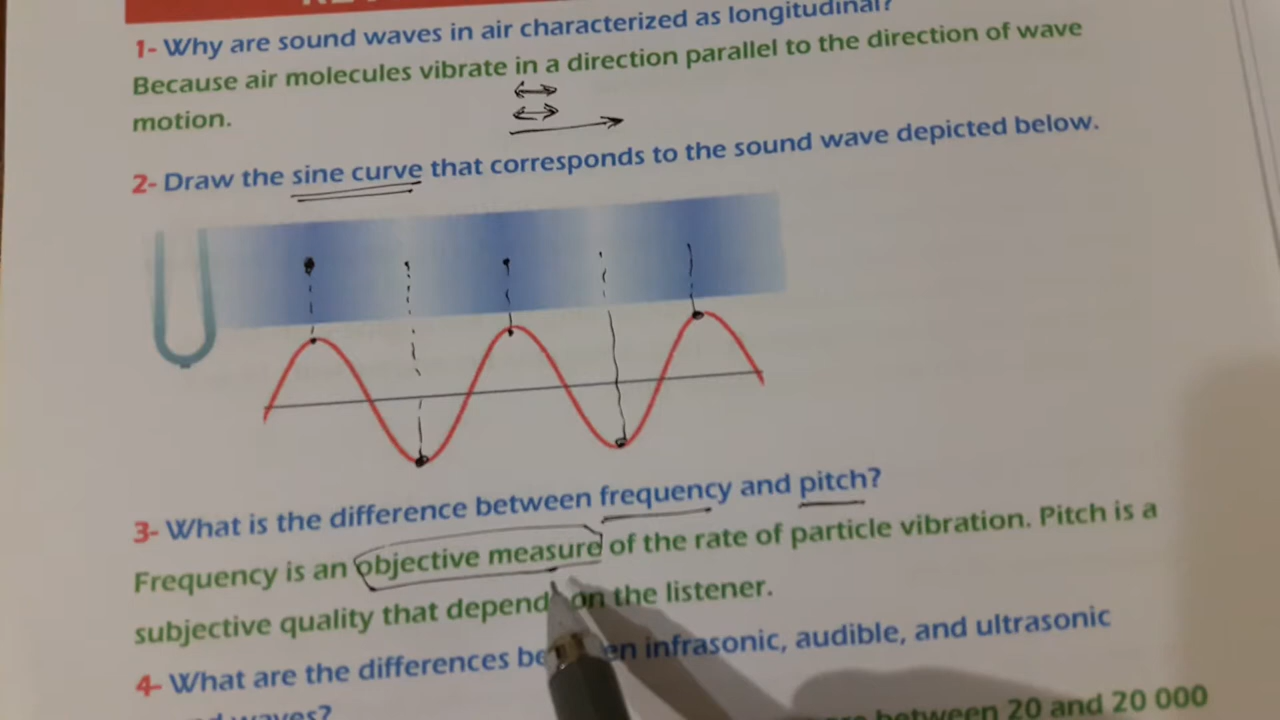 1- Why are sound waves in air characterized as longitudinal?
Because air molecules vibrate in a direction parallel to the direction of wave
motion.
2- Draw the sine curve that corresponds to the sound wave depicted below.
3- What is the difference between frequency and pitch?
Frequency is an objective measure of the rate of particle vibration. Pitch is a
subjective quality that depend on the listener.
4- What are the differences between infrasonic, audible, and ultrasonic
waves?
between 20 and 20 000